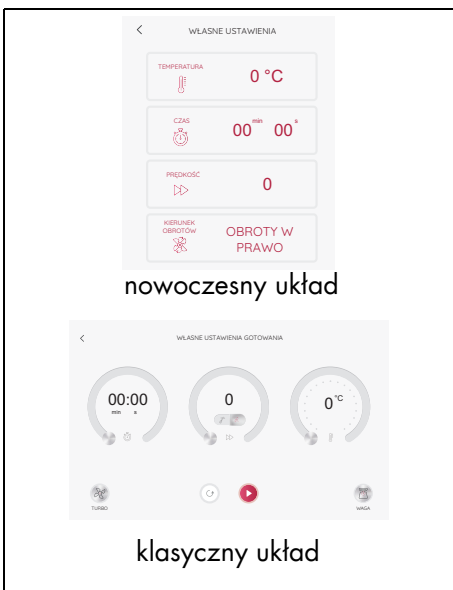 WŁASNE USTAWIENIA
TEMPERATURA
0 °C
CZAS
00 min 00 s
PRĘDKOŚĆ
0
KIERUNEK
OBROTÓW
OBROTY W
PRAWO
nowoczesny układ
WŁASNE USTAWIENIA GOTOWANIA
00:00
min s
0
0 °C
TURBO
WAGA
klasyczny układ